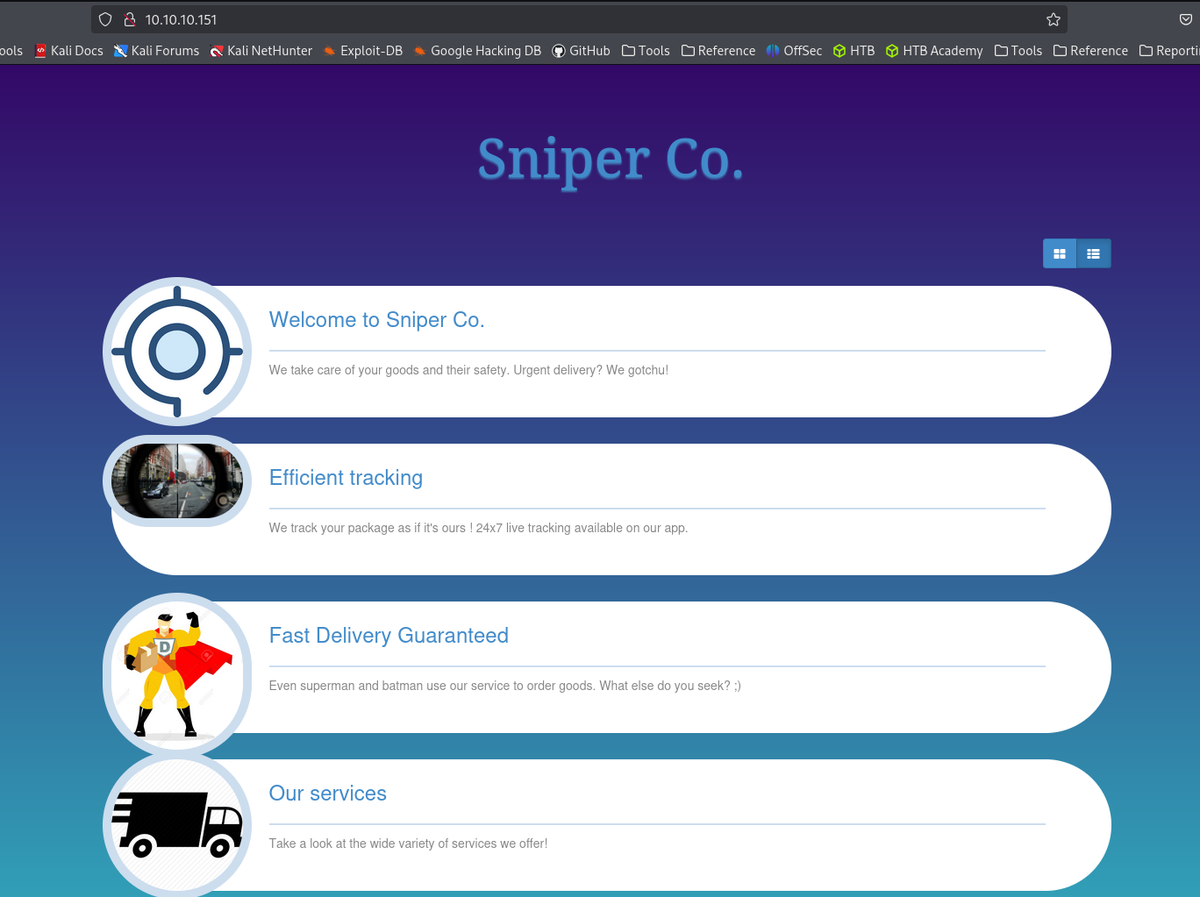 10.10.10.151
ools Kali Docs Kali Forums Kali NetHunter Exploit-DB Google Hacking DB GitHub Tools Reference OffSec HTB HTB Academy Tools Reference Reporti
Sniper Co.
Welcome to Sniper Co.
We take care of your goods and their safety. Urgent delivery? We gotchu!
Efficient tracking
We track your package as if it's ours ! 24x7 live tracking available on our app.
Fast Delivery Guaranteed
D
Even superman and batman use our service to order goods. What else do you seek? ;)
Our services
Take a look at the wide variety of services we offer!